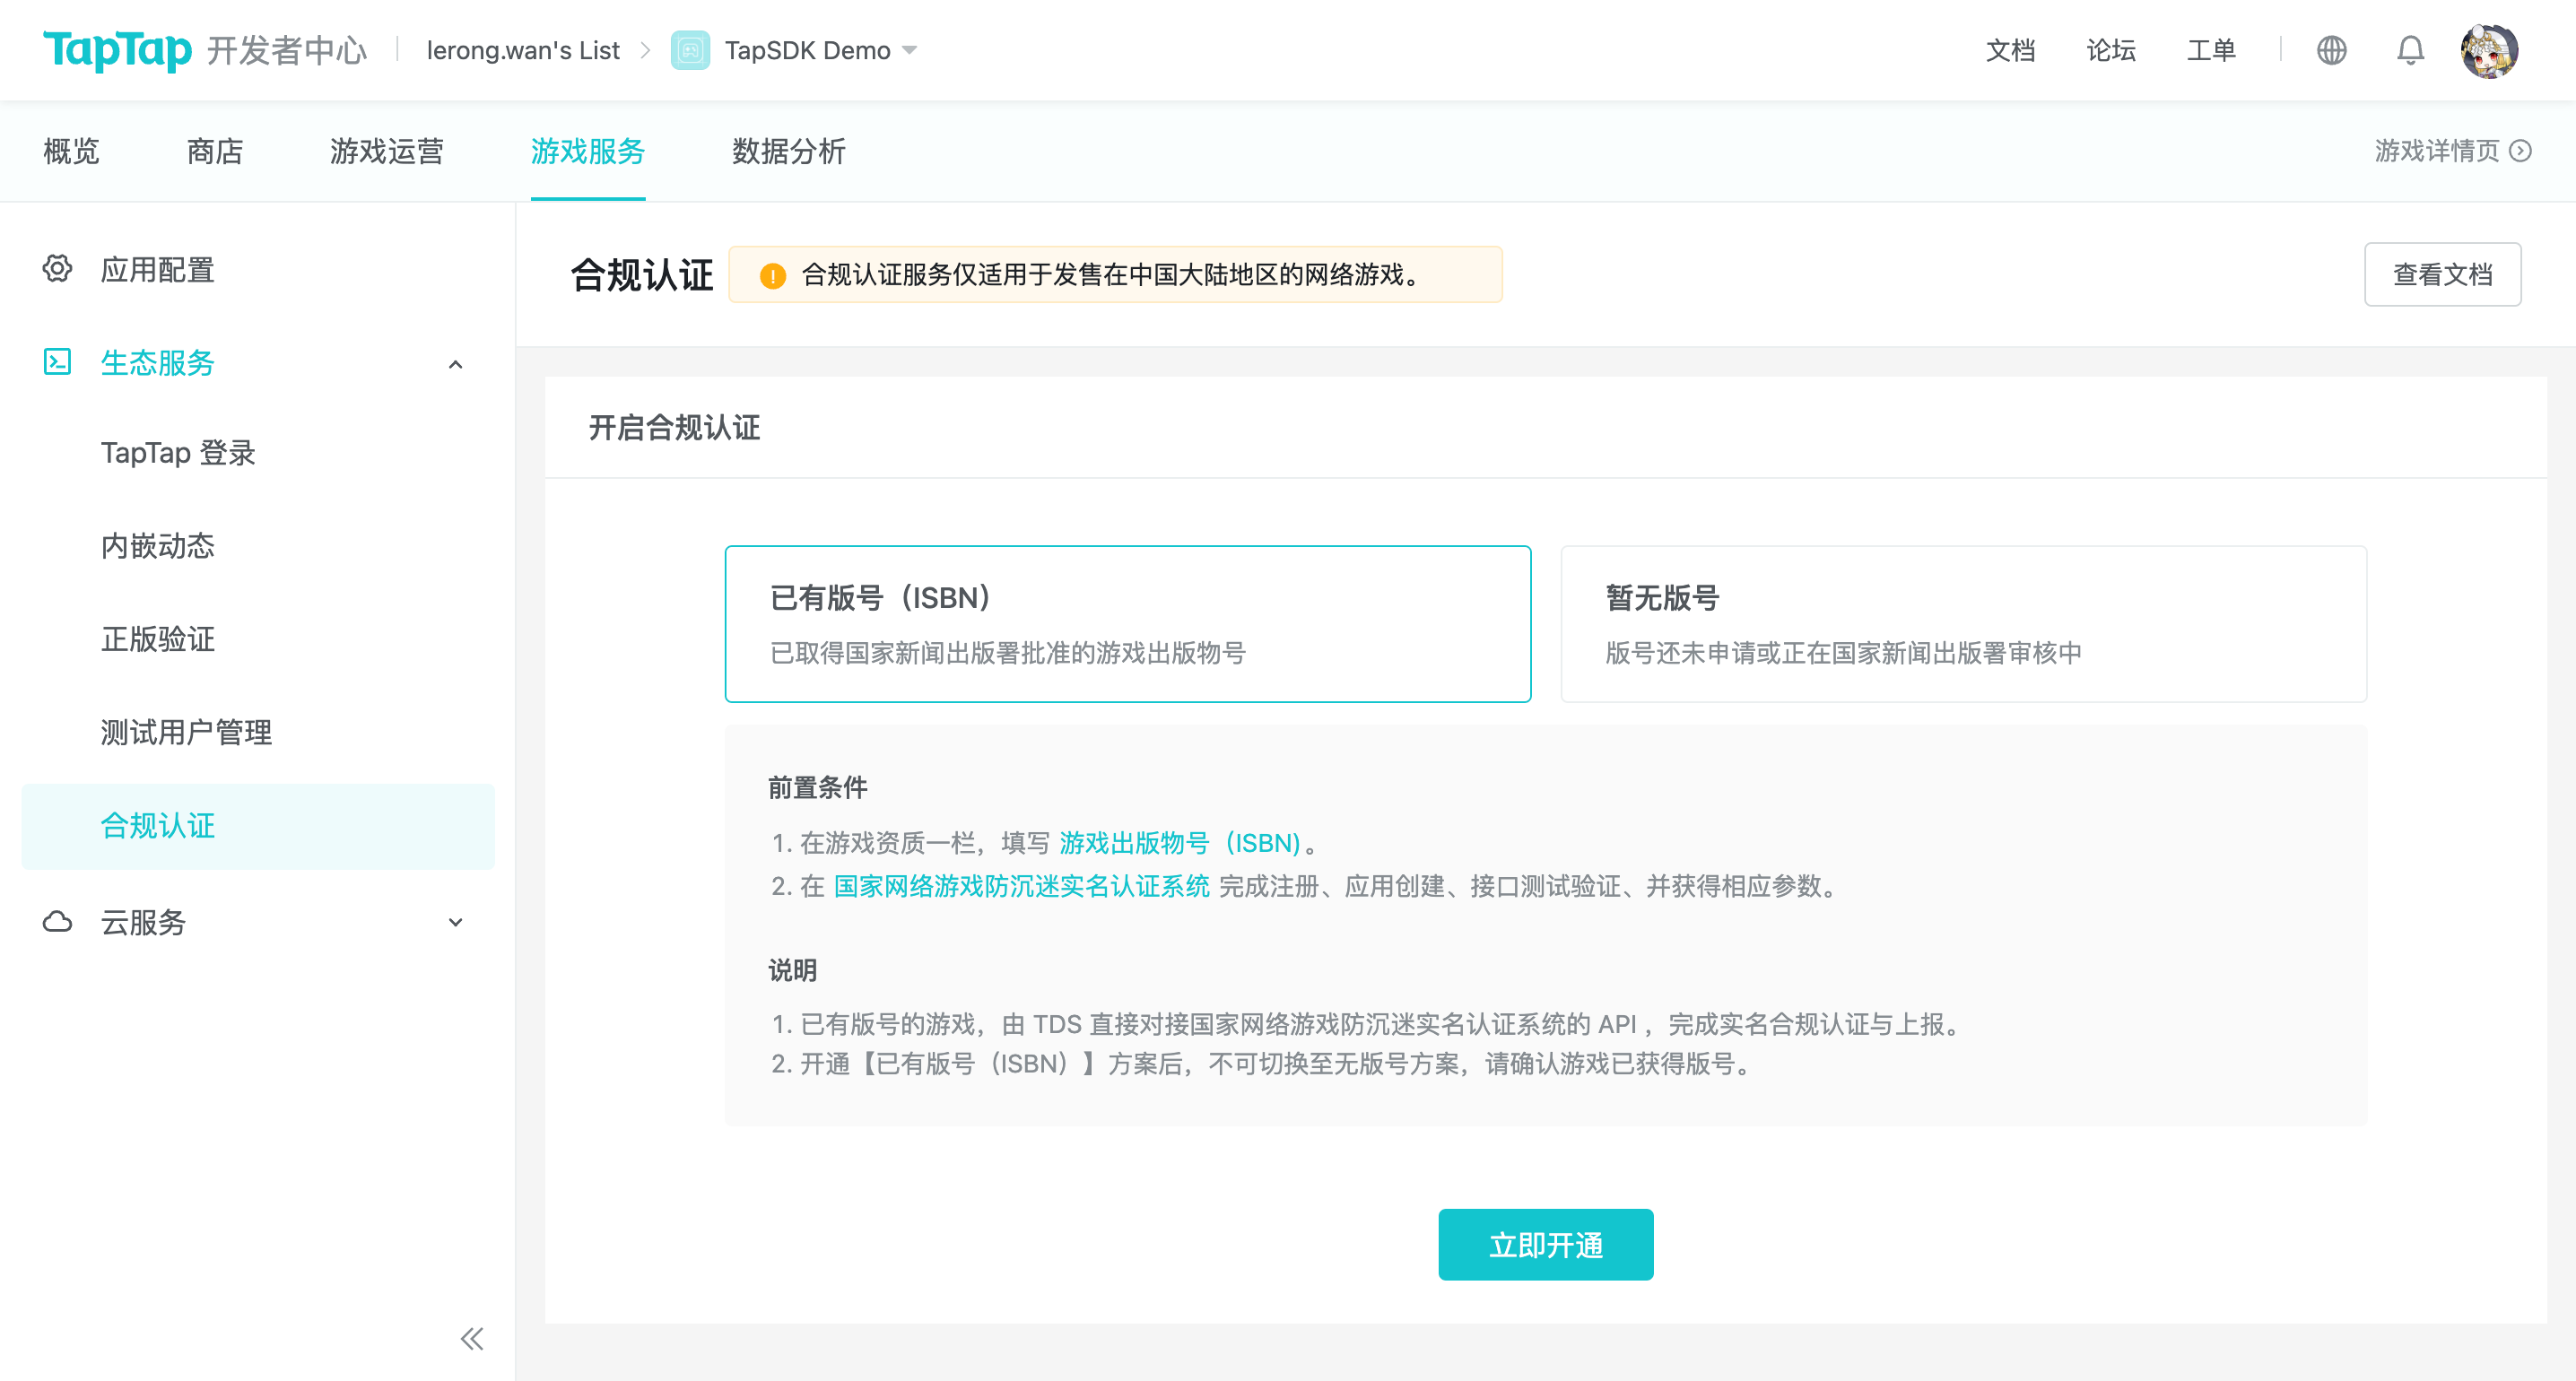 TapTap 开发者中心 lerong.wan's List TapSDK Demo 文档 论坛 工单
概览 商店 游戏运营 游戏服务 数据分析 游戏详情页
应用配置
生态服务
TapTap 登录
内嵌动态
正版验证
测试用户管理
合规认证
云服务
合规认证 合规认证服务仅适用于发售在中国大陆地区的网络游戏。 查看文档
开启合规认证
已有版号（ISBN）
已取得国家新闻出版署批准的游戏出版物号
暂无版号
版号还未申请或正在国家新闻出版署审核中
前置条件
1. 在游戏资质一栏，填写 游戏出版物号（ISBN）。
2. 在 国家网络游戏防沉迷实名认证系统 完成注册、应用创建、接口测试验证、并获得相应参数。
说明
1. 已有版号的游戏，由 TDS 直接对接国家网络游戏防沉迷实名认证系统的 API ，完成实名合规认证与上报。
2. 开通【已有版号（ISBN）】方案后，不可切换至无版号方案，请确认游戏已获得版号。
立即开通